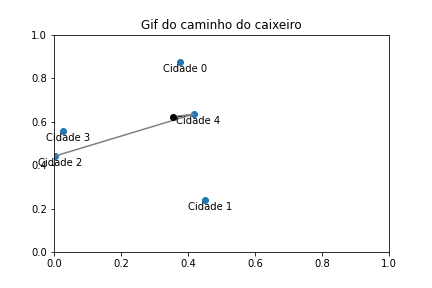 Gif do caminho do caixeiro
1.0
Cidade 0
0.8
0.6
Cidade 4
Cidade 3
0.4
Cidade 2
0.2
Cidade 1
0.0
0.0 0.2 0.4 0.6 0.8 1.0